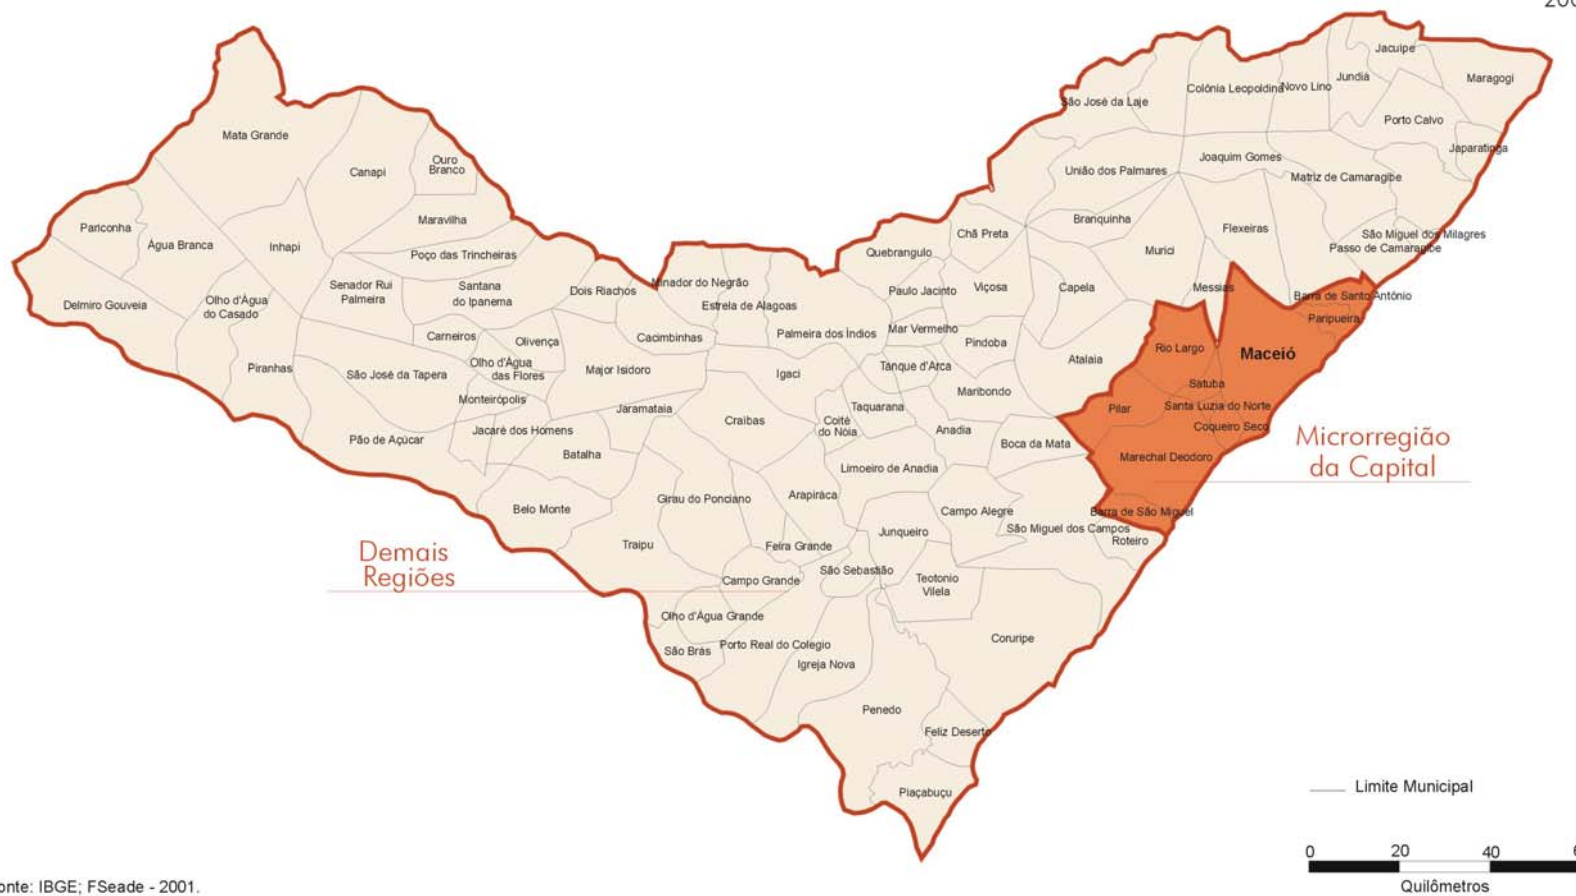 200
Jacuipe
Jundiá
Maragogi
Colônia Leopoldina
Novo Lino
São José da Laje
Porto Calvo
Mata Grande
Japaratinga
Joaquim Gomes
Ouro
Branco
Canapi
União dos Palmares
Matriz de Camaragibe
Maravilha
Branquinha
Pariconha
Flexeiras
Chã Preta
São Miguel dos Milagres
Água Branca
Inhapi
Passo de Camaragibe
Murici
Quebrangulo
Poço das Trincheiras
Senador Rui
Palmeira
Santana
do Ipanema
Dois Riachos
Minador do Negrão
Paulo Jacinto
Viçosa
Capela
Messias
Barra de Santo Antônio
Delmiro Gouveia
Olho d'Água
do Casado
Estrela de Alagoas
Paripueira
Carneiros
Olivença
Cacimbinhas
Palmeira dos Índios
Mar Vermelho
Pindoba
Rio Largo
Maceió
Atalaia
Piranhas
São José da Tapera
Olho d'Água
das Flores
Major Isidoro
Igaci
Tanque d'Arca
Satuba
Maribondo
Monteirópolis
Jaramataia
Taquarana
Pilar
Santa Luzia do Norte
Craíbas
Coité
do Nóia
Coqueiro Seco
Pão de Açúcar
Jacaré dos Homens
Anadia
Boca da Mata
Microrregião
da Capital
Batalha
Marechal Deodoro
Limoeiro de Anadia
Girau do Ponciano
Arapiraca
Belo Monte
Campo Alegre
Barra de São Miguel
São Miguel dos Campos
Junqueiro
Roteiro
Traipu
Feira Grande
Demais
Regiões
São Sebastião
Campo Grande
Teotonio
Vilela
Olho d'Água Grande
Coruripe
Porto Real do Colegio
São Brás
Igreja Nova
Penedo
Feliz Deserto
Piaçabuçu
Limite Municipal
0 20 40 6
Quilômetros
onte: IBGE; FSeade - 2001.